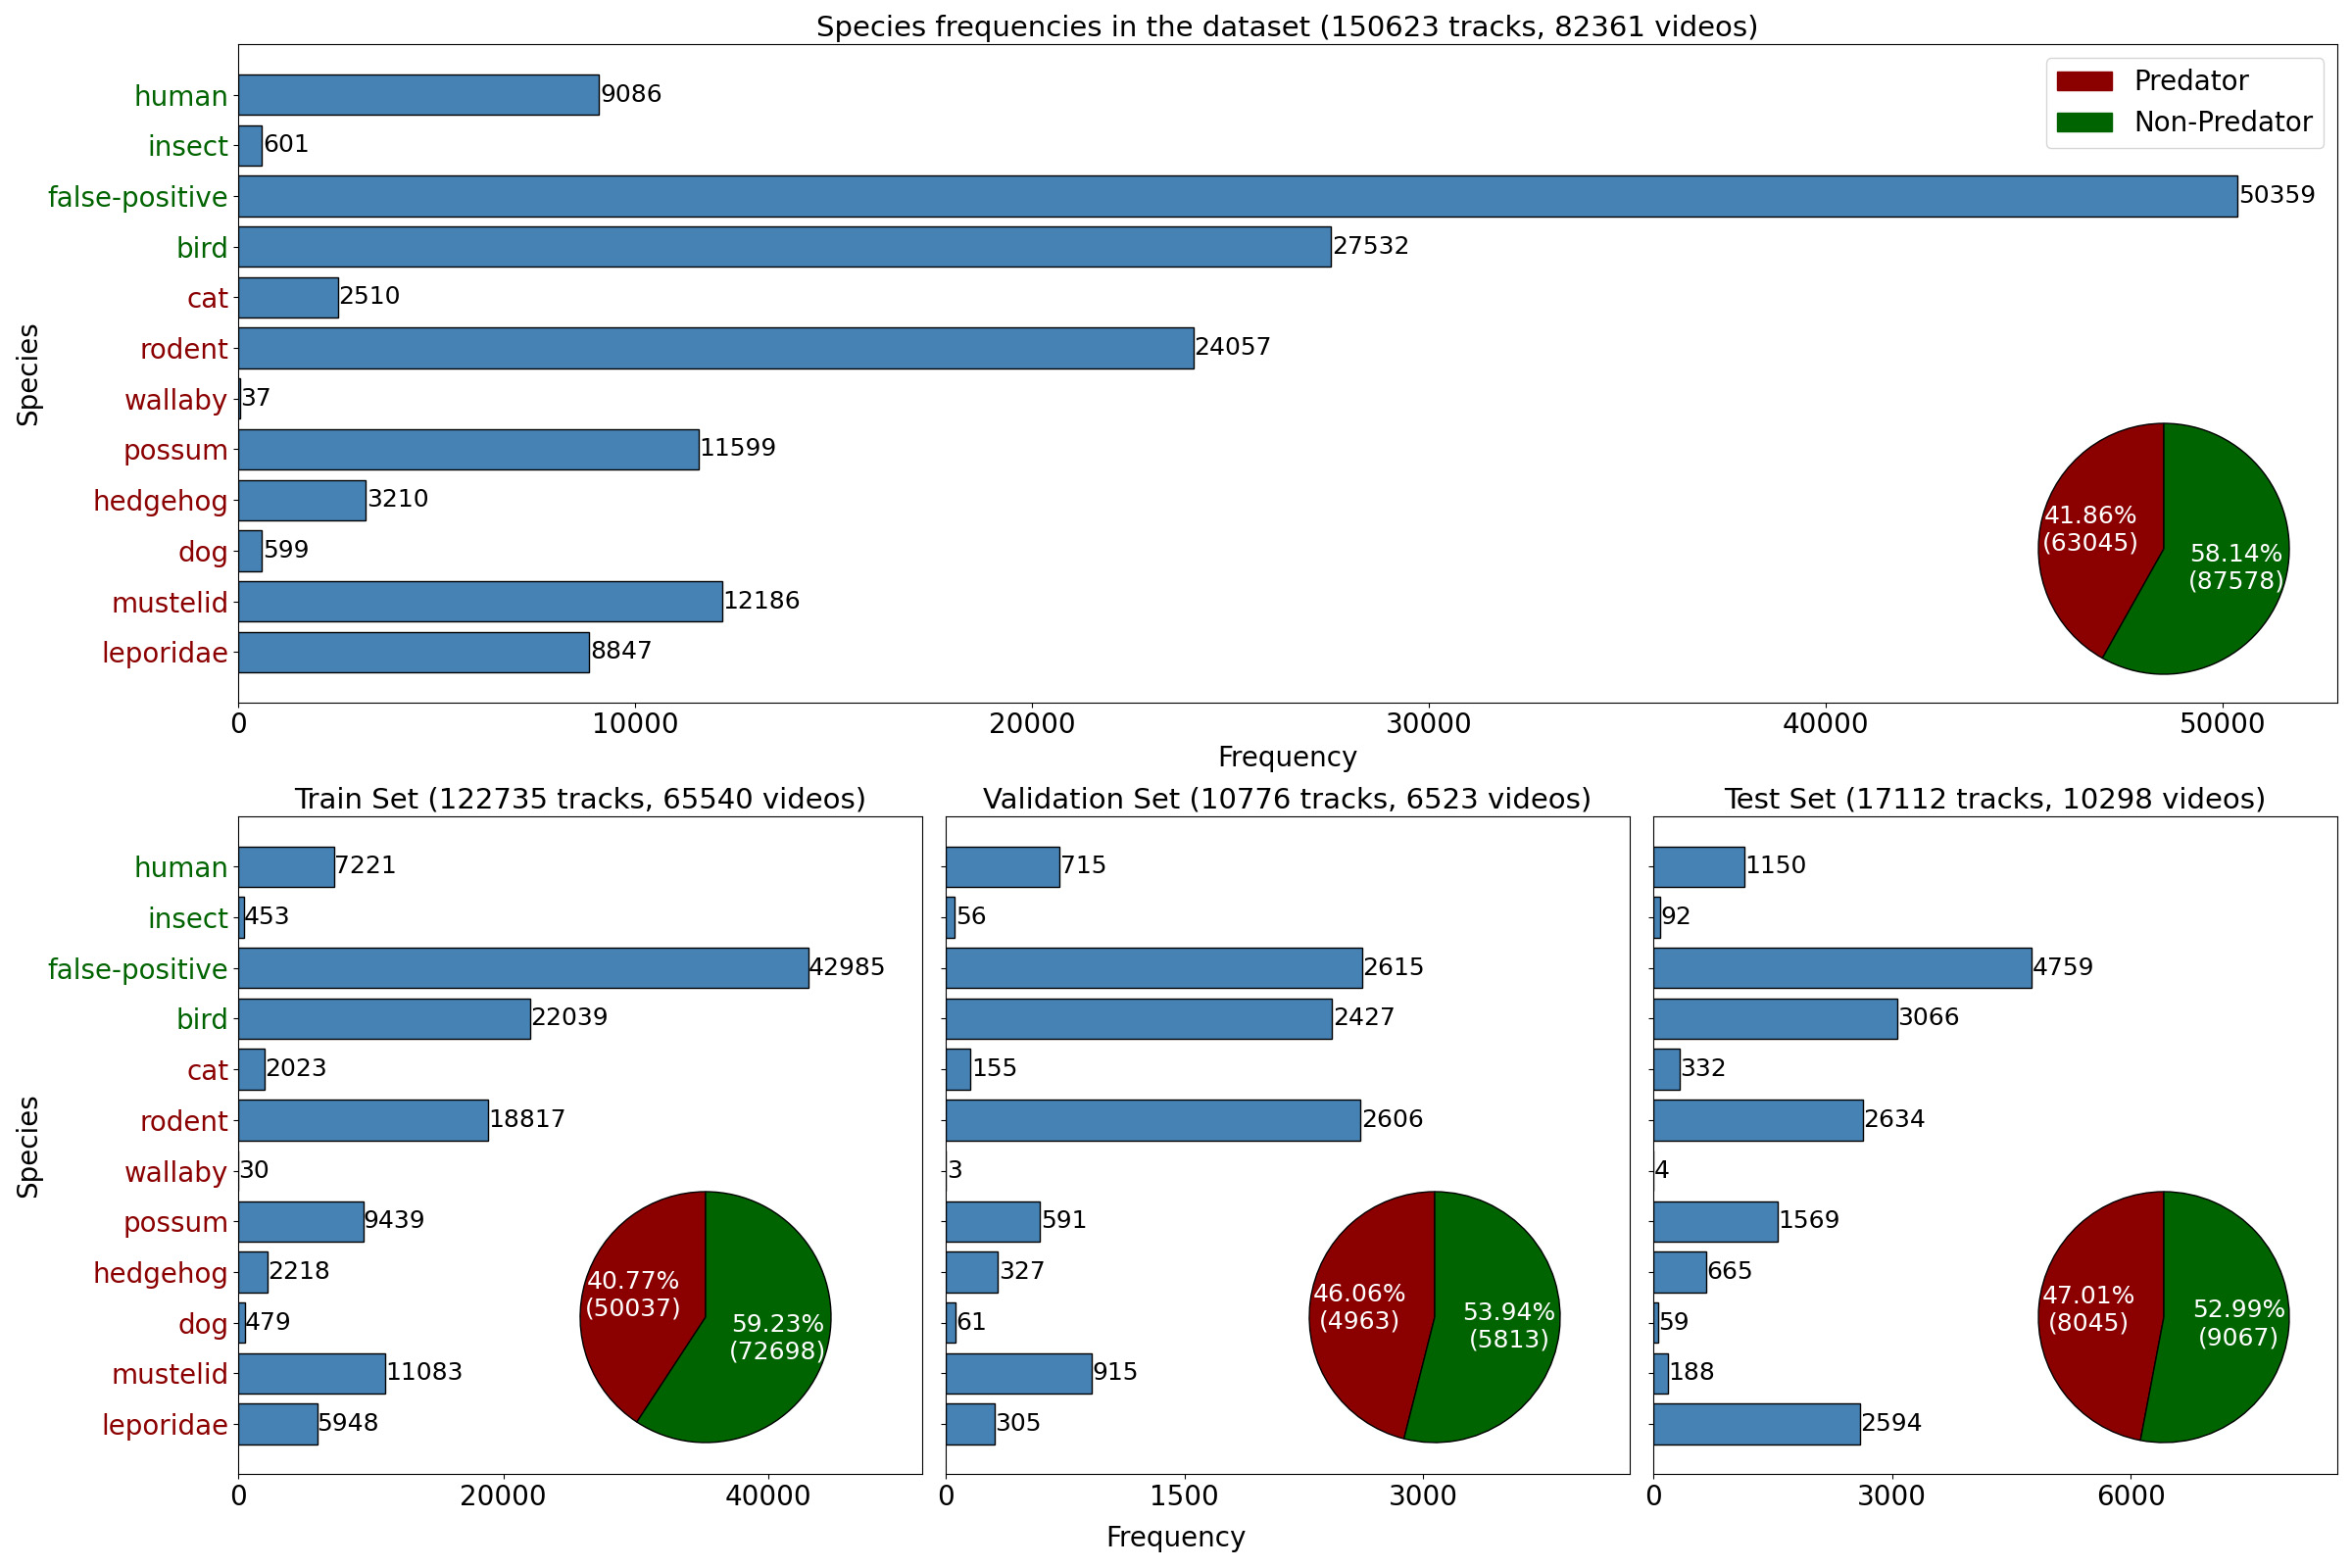 Species frequencies in the dataset (150623 tracks, 82361 videos)
Predator
Non-Predator
Species
human 9086
insect 601
false-positive 50359
bird 27532
cat 2510
rodent 24057
wallaby 37
possum 11599
hedgehog 3210
dog 599
mustelid 12186
leporidae 8847
41.86%
(63045)
58.14%
(87578)
0 10000 20000 30000 40000 50000
Frequency
Train Set (122735 tracks, 65540 videos)
Species
human 7221
insect 453
false-positive 42985
bird 22039
cat 2023
rodent 18817
wallaby 30
possum 9439
hedgehog 2218
dog 479
mustelid 11083
leporidae 5948
40.77%
(50037)
59.23%
(72698)
0 20000 40000
Validation Set (10776 tracks, 6523 videos)
715
56
2615
2427
155
2606
3
591
327
61
915
305
46.06%
(4963)
53.94%
(5813)
0 1500 3000
Test Set (17112 tracks, 10298 videos)
1150
92
4759
3066
332
2634
4
1569
665
59
188
2594
47.01%
(8045)
52.99%
(9067)
0 3000 6000
Frequency